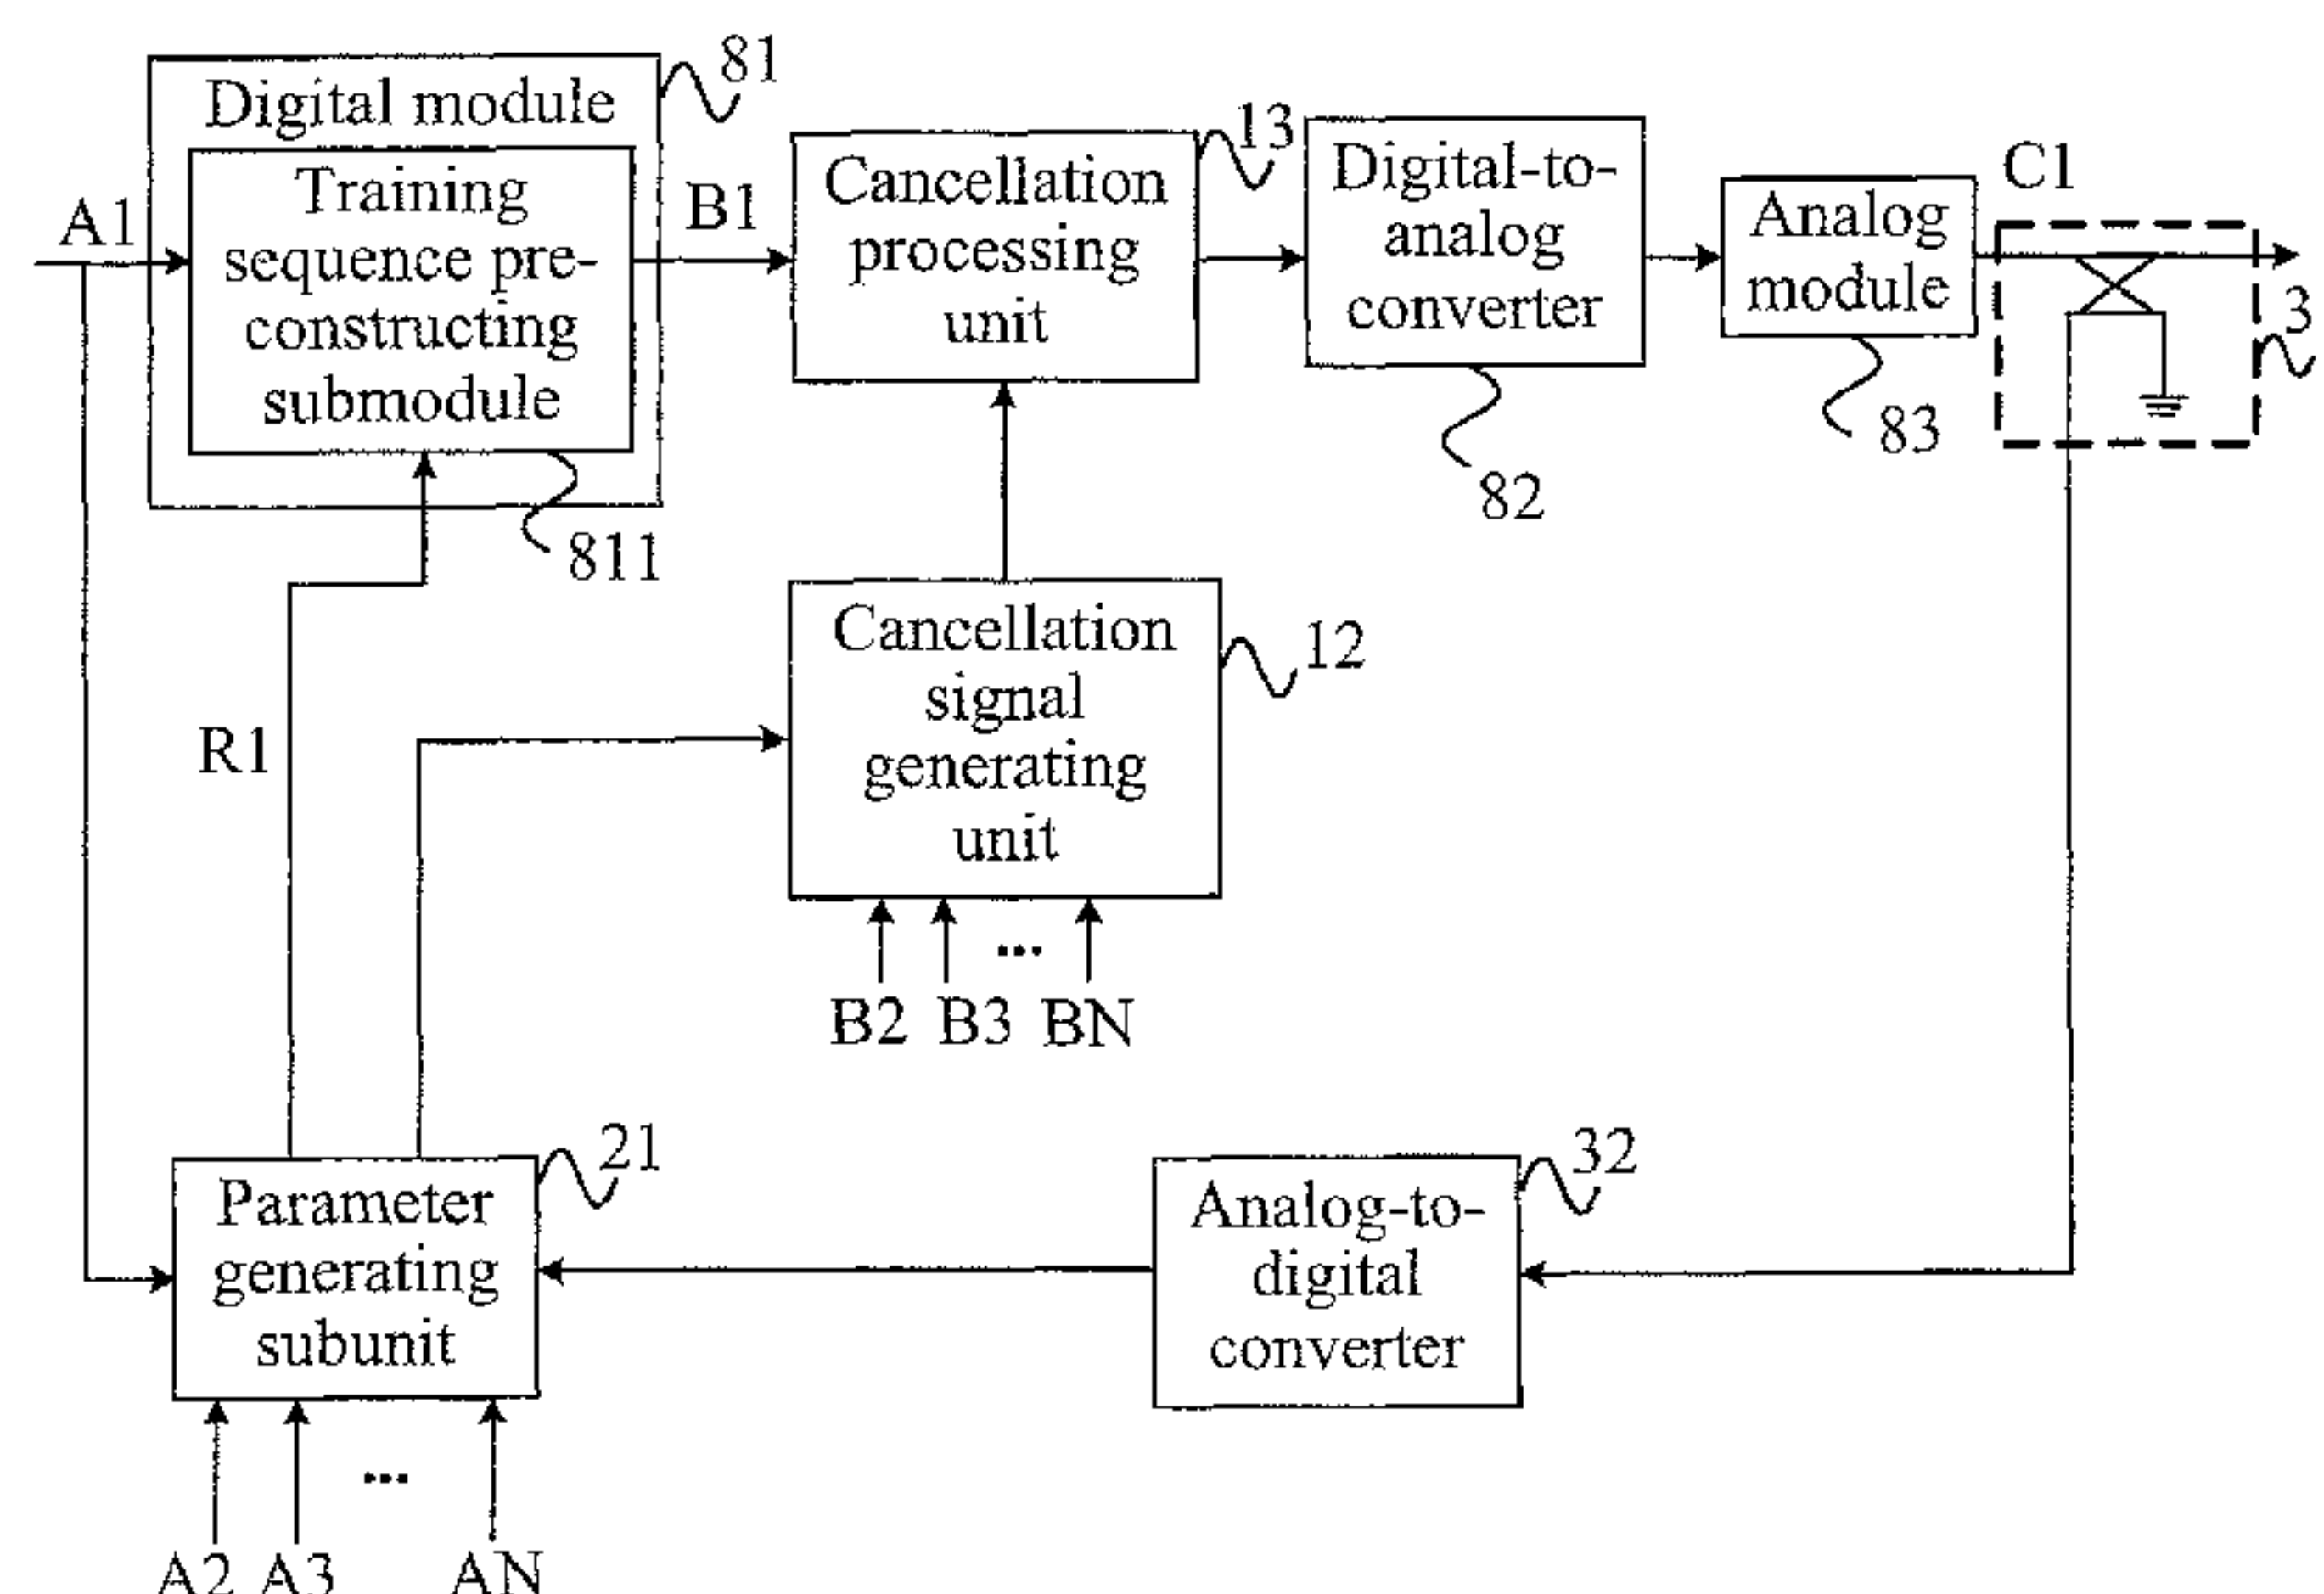 Digital module
81
Training
sequence pre-
constructing
submodule
811
A1
B1
Cancellation
processing
unit
13
Digital-to-
analog
converter
82
Analog
module
83
C1
3
R1
Cancellation
signal
generating
unit
12
...
B2 B3 BN
Parameter
generating
subunit
21
Analog-to-
digital
converter
32
...
A2 A3 AN